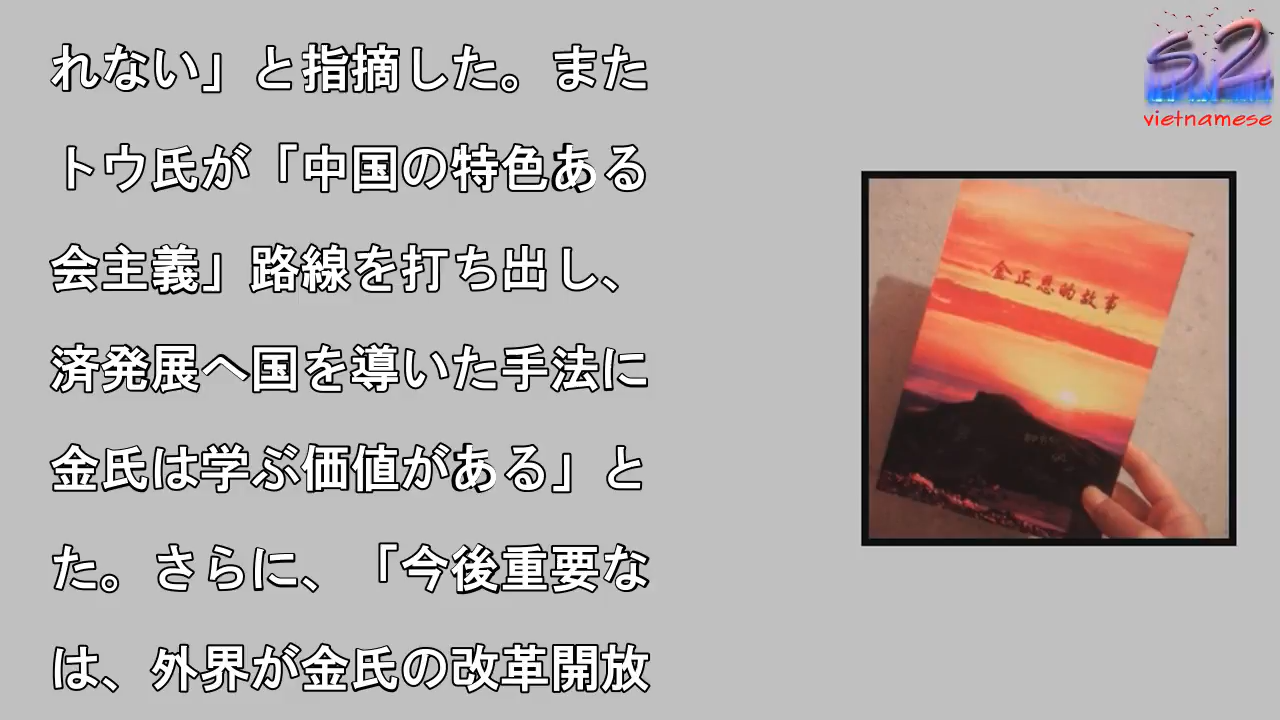 れない」と指摘した。また
トウ氏が「中国の特色ある
会主義」路線を打ち出し、
済発展へ国を導いた手法に
金氏は学ぶ価値がある」と
た。さらに、「今後重要な
は、外界が金氏の改革開放
S2
vietnamese
金正恩的故事